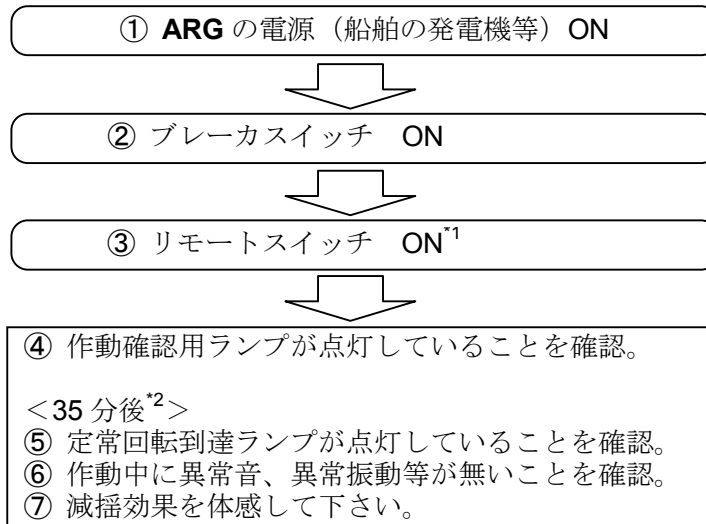 ① ARG の電源（船舶の発電機等）ON
② ブレーカスイッチ　ON
③ リモートスイッチ　ON*1
④ 作動確認用ランプが点灯していることを確認。
＜35 分後*2＞
⑤ 定常回転到達ランプが点灯していることを確認。
⑥ 作動中に異常音、異常振動等が無いことを確認。
⑦ 減揺効果を体感して下さい。